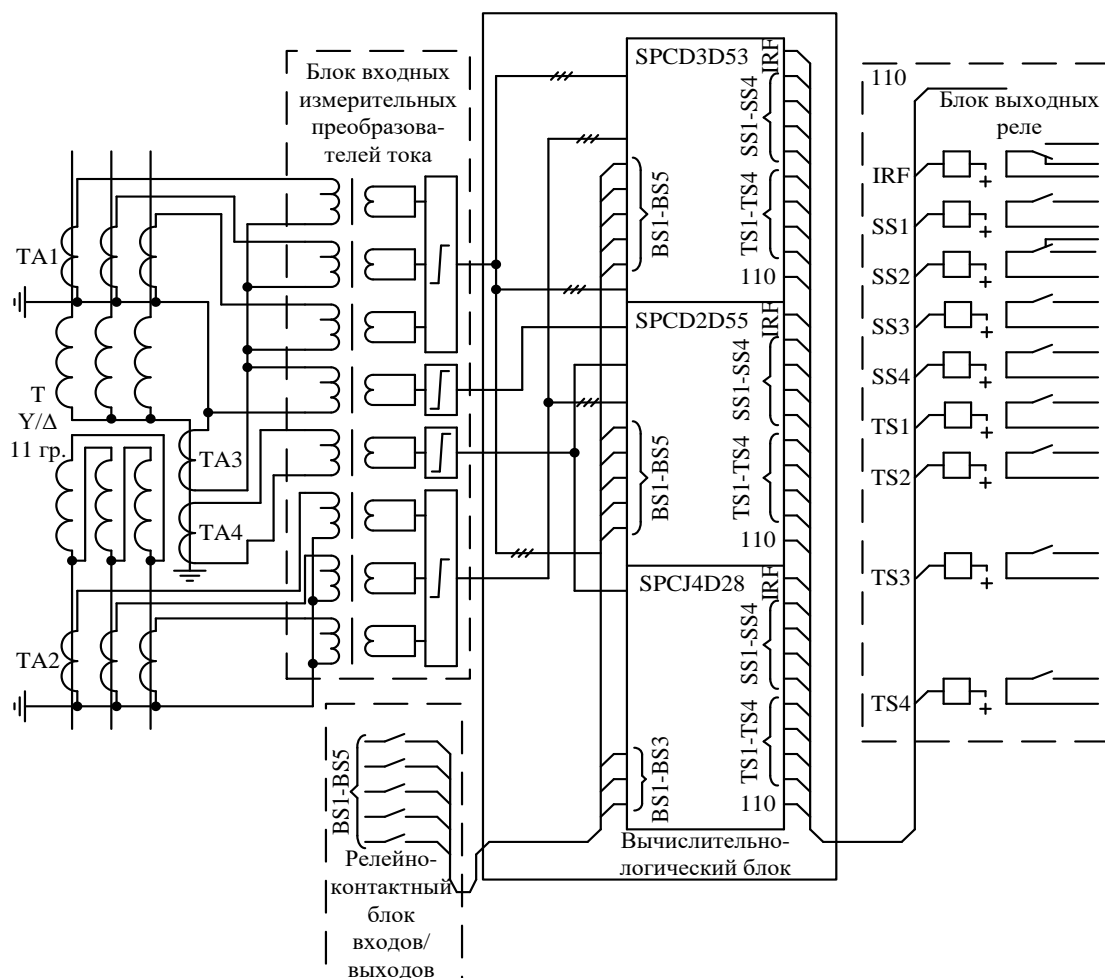 Блок входных
измерительных
преобразова-
телей тока
TA1
T
Y/Δ
11 гр.
TA3
TA4
TA2
BS1-BS5
Релейно-
контактный
блок
входов/
выходов
SPCD3D53
IRF
SS1-SS4
TS1-TS4
BS1-BS5
110
SPCD2D55
IRF
SS1-SS4
TS1-TS4
BS1-BS5
110
SPCJ4D28
IRF
SS1-SS4
TS1-TS4
BS1-BS3
110
Вычислительно-
логический блок
110
Блок выходных
реле
IRF
+
SS1
+
SS2
+
SS3
+
SS4
+
TS1
+
TS2
+
TS3
+
TS4
+